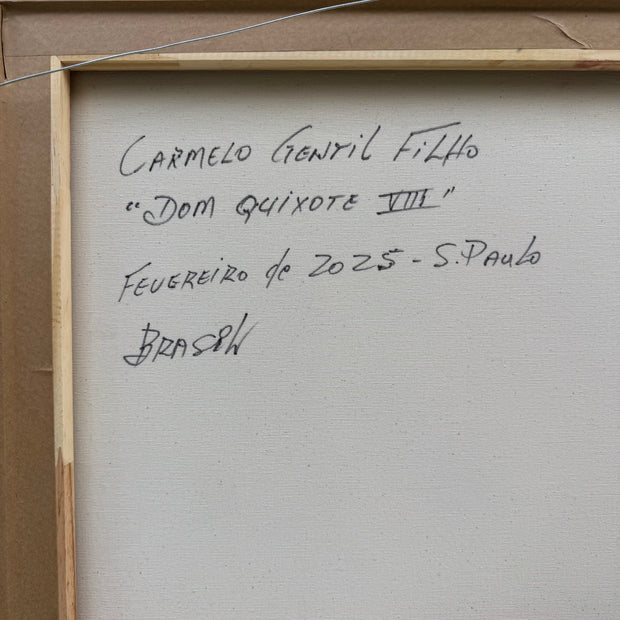 CARMELO GENTIL FILHO
"DOM QUIXOTE VIII"
FEVEREIRO de 2025 - S. PAULO
BRASIL